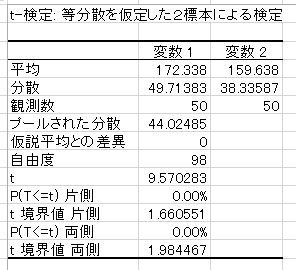 t-検定: 等分散を仮定した２標本による検定
変数 1 変数 2
平均 172.338 159.638
分散 49.71383 38.33587
観測数 50 50
プールされた分散 44.02485
仮説平均との差異 0
自由度 98
t 9.570283
P(T<=t) 片側 0.00%
t 境界値 片側 1.660551
P(T<=t) 両側 0.00%
t 境界値 両側 1.984467